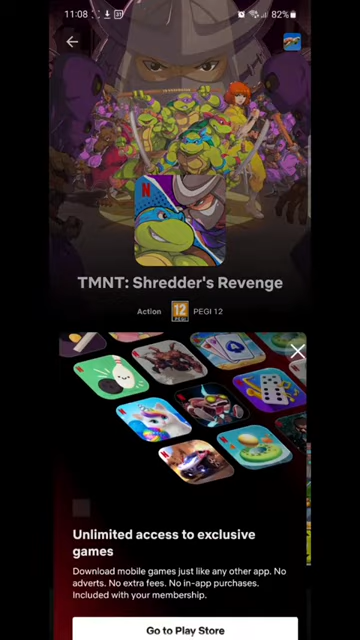 11:08
31
82%
N
TMNT: Shredder's Revenge
Action
12
PEGI 12
Unlimited access to exclusive
games
Download mobile games just like any other app. No
adverts. No extra fees. No in-app purchases.
Included with your membership.
Go to Play Store